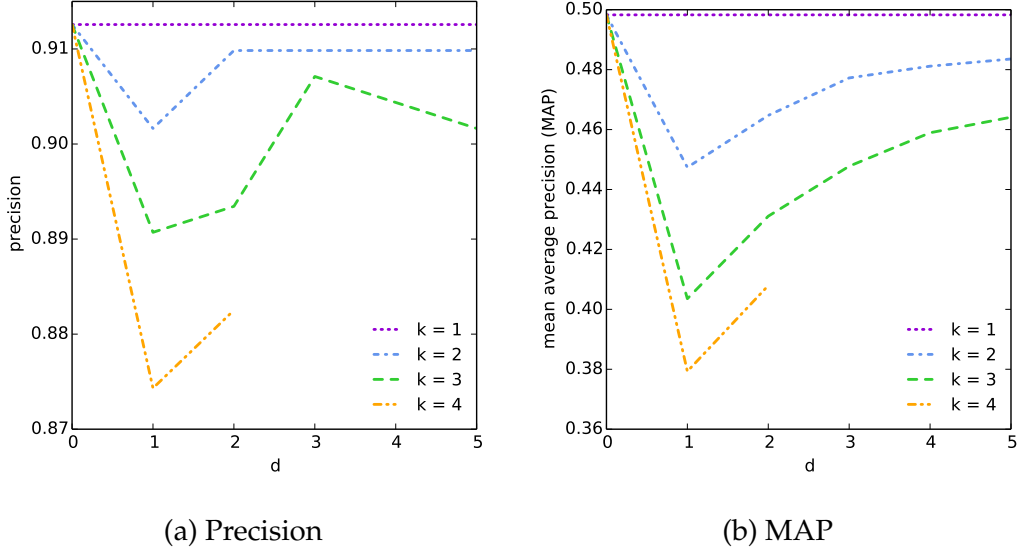 0.91
0.90
0.89
0.88
0.87
precision
0 1 2 3 4 5
d
k = 1
k = 2
k = 3
k = 4
(a) Precision
0.50
0.48
0.46
0.44
0.42
0.40
0.38
0.36
mean average precision (MAP)
0 1 2 3 4 5
d
k = 1
k = 2
k = 3
k = 4
(b) MAP